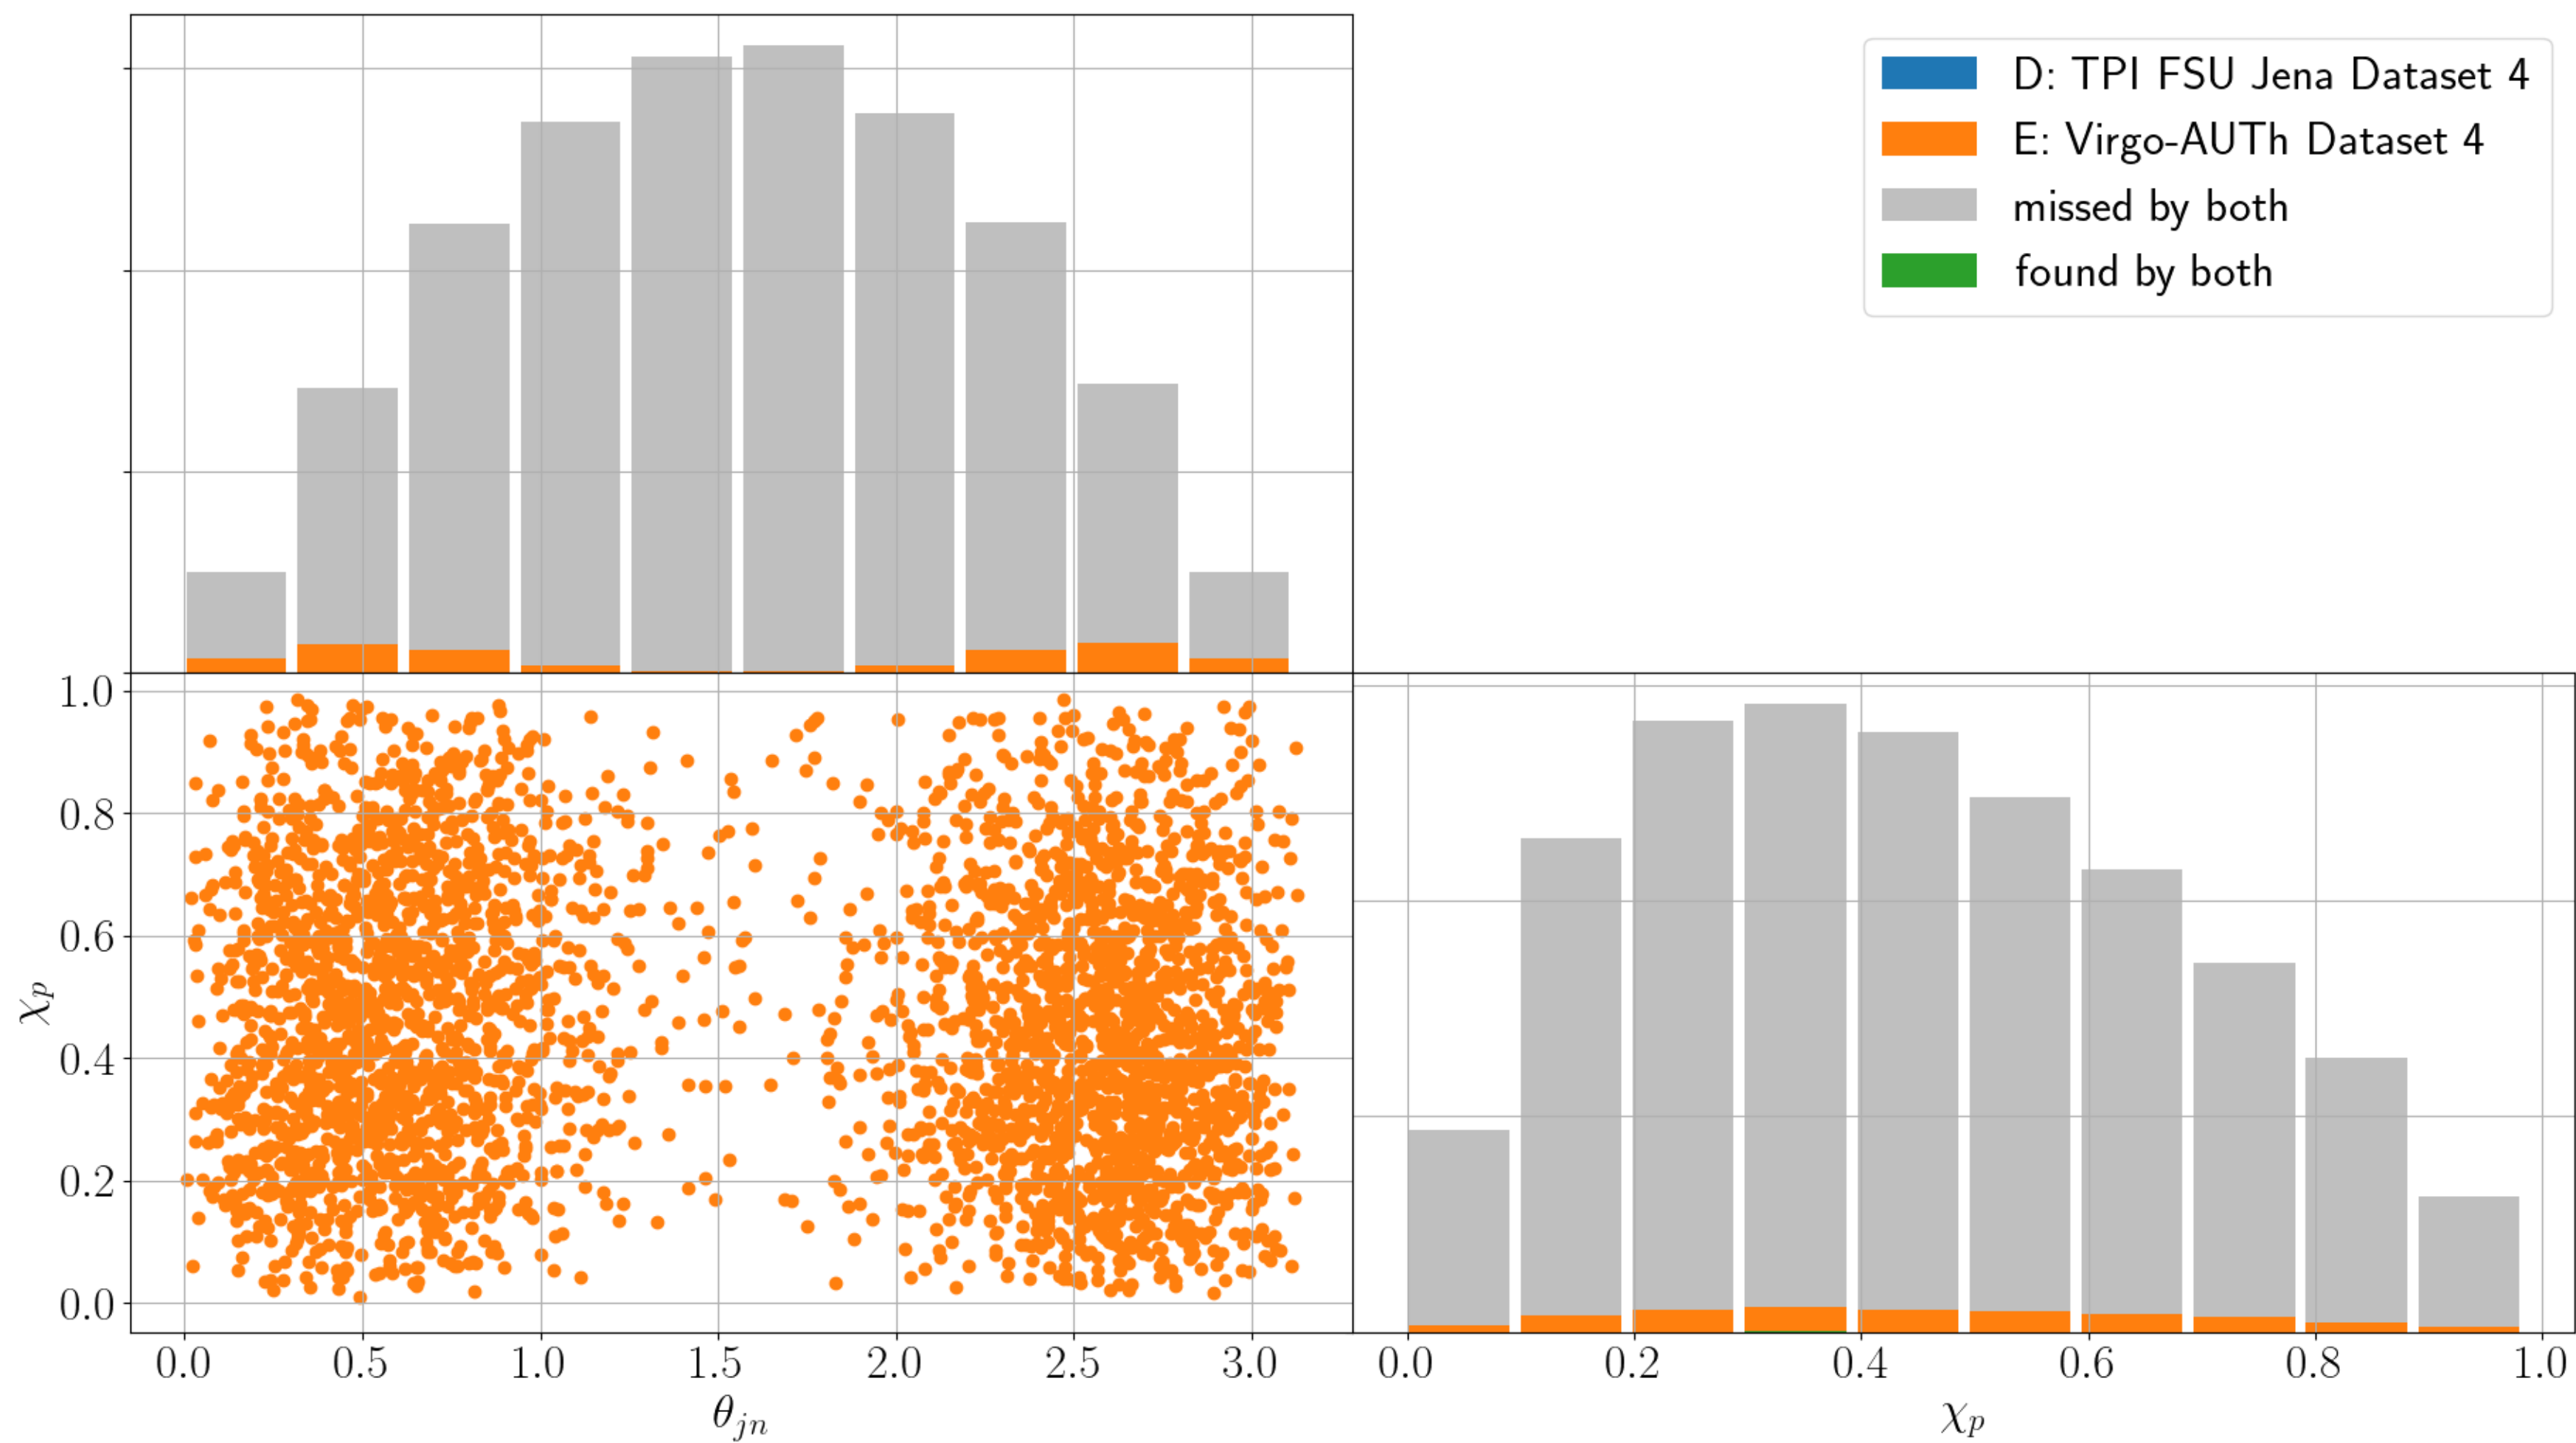 D: TPI FSU Jena Dataset 4
E: Virgo-AUTh Dataset 4
missed by both
found by both
1.0
0.8
0.6
0.4
0.2
0.0
χp
0.0 0.5 1.0 1.5 2.0 2.5 3.0
θjn
0.0 0.2 0.4 0.6 0.8 1.0
χp